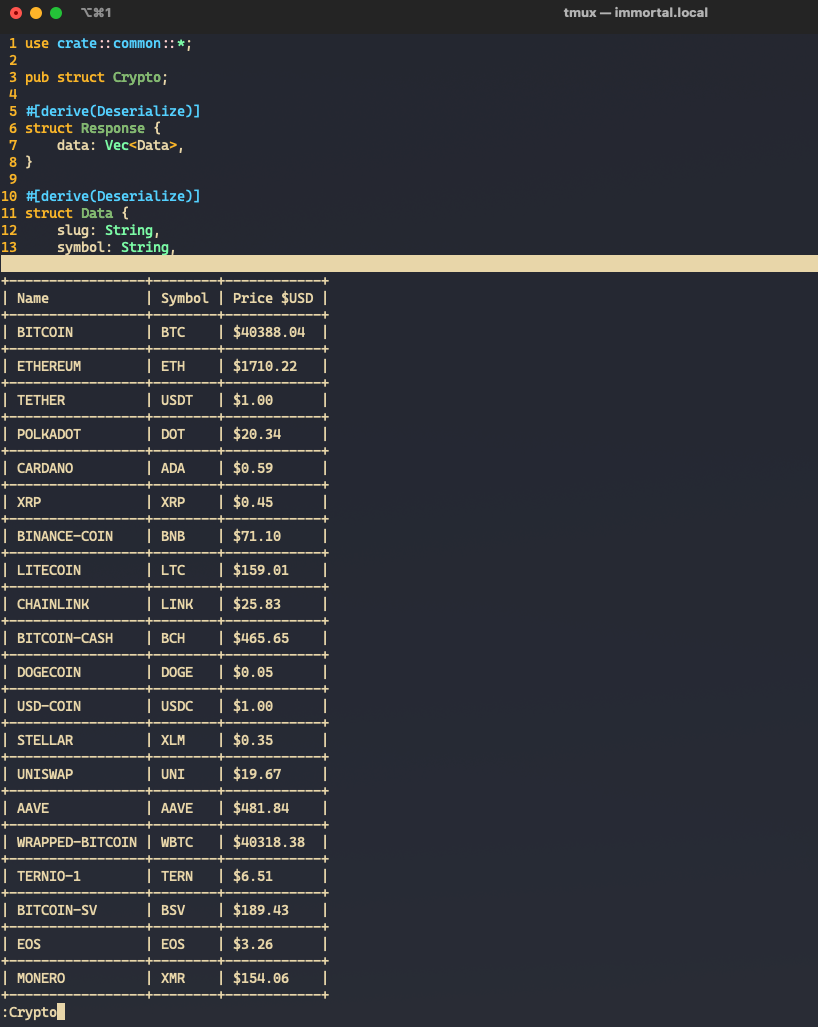 ⌥⌘1 tmux — immortal.local
1 use crate::common::*;
2
3 pub struct Crypto;
4
5 #[derive(Deserialize)]
6 struct Response {
7     data: Vec<Data>,
8 }
9
10 #[derive(Deserialize)]
11 struct Data {
12     slug: String,
13     symbol: String,
+-----------------+--------+------------+
| Name            | Symbol | Price $USD |
+-----------------+--------+------------+
| BITCOIN         | BTC    | $40388.04  |
+-----------------+--------+------------+
| ETHEREUM        | ETH    | $1710.22   |
+-----------------+--------+------------+
| TETHER          | USDT   | $1.00      |
+-----------------+--------+------------+
| POLKADOT        | DOT    | $20.34     |
+-----------------+--------+------------+
| CARDANO         | ADA    | $0.59      |
+-----------------+--------+------------+
| XRP             | XRP    | $0.45      |
+-----------------+--------+------------+
| BINANCE-COIN    | BNB    | $71.10     |
+-----------------+--------+------------+
| LITECOIN        | LTC    | $159.01    |
+-----------------+--------+------------+
| CHAINLINK       | LINK   | $25.83     |
+-----------------+--------+------------+
| BITCOIN-CASH    | BCH    | $465.65    |
+-----------------+--------+------------+
| DOGECOIN        | DOGE   | $0.05      |
+-----------------+--------+------------+
| USD-COIN        | USDC   | $1.00      |
+-----------------+--------+------------+
| STELLAR         | XLM    | $0.35      |
+-----------------+--------+------------+
| UNISWAP         | UNI    | $19.67     |
+-----------------+--------+------------+
| AAVE            | AAVE   | $481.84    |
+-----------------+--------+------------+
| WRAPPED-BITCOIN | WBTC   | $40318.38  |
+-----------------+--------+------------+
| TERNIO-1        | TERN   | $6.51      |
+-----------------+--------+------------+
| BITCOIN-SV      | BSV    | $189.43    |
+-----------------+--------+------------+
| EOS             | EOS    | $3.26      |
+-----------------+--------+------------+
| MONERO          | XMR    | $154.06    |
+-----------------+--------+------------+
:Crypto